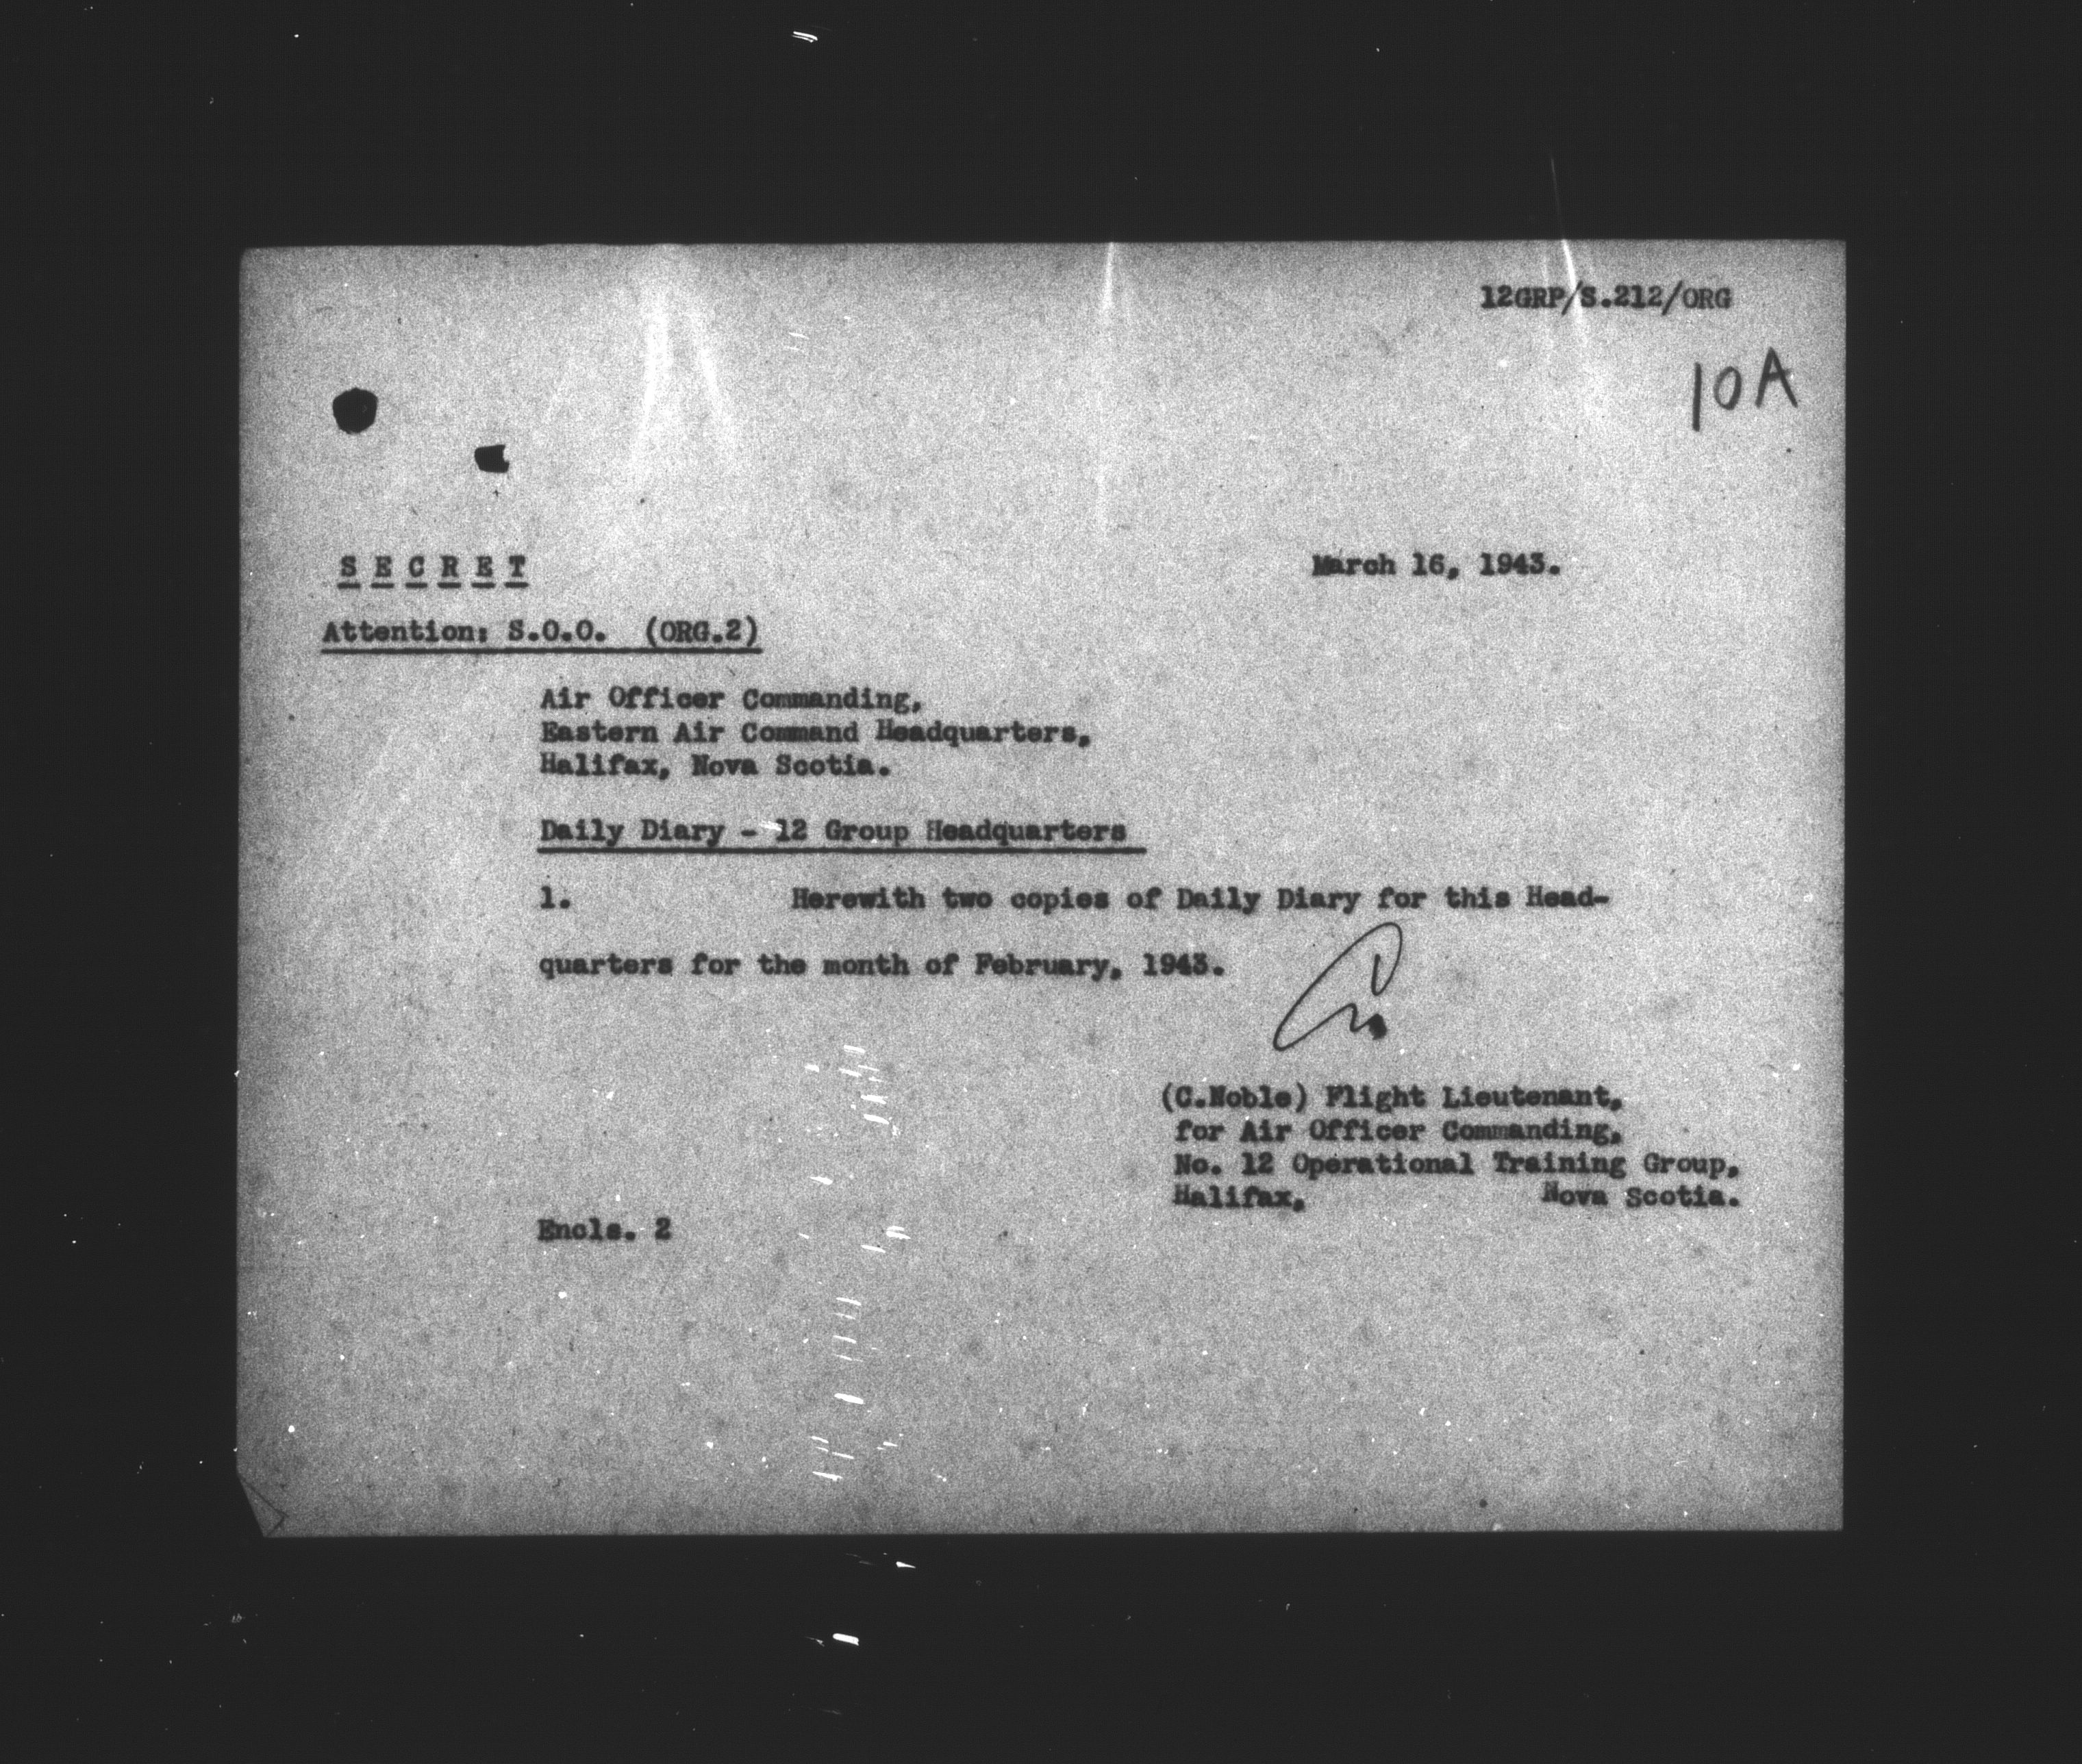 12GRP/S.212/ORG
10A
S E C R E T
March 16, 1943.
Attention: S.O.O. (ORG.2)
Air Officer Commanding,
Eastern Air Command Headquarters,
Halifax, Nova Scotia.
Daily Diary - 12 Group Headquarters
1. Herewith two copies of Daily Diary for this Head-
quarters for the month of February, 1943.
(C.Noble) Flight Lieutenant,
for Air Officer Commanding,
No. 12 Operational Training Group,
Halifax, Nova Scotia.
Encls. 2